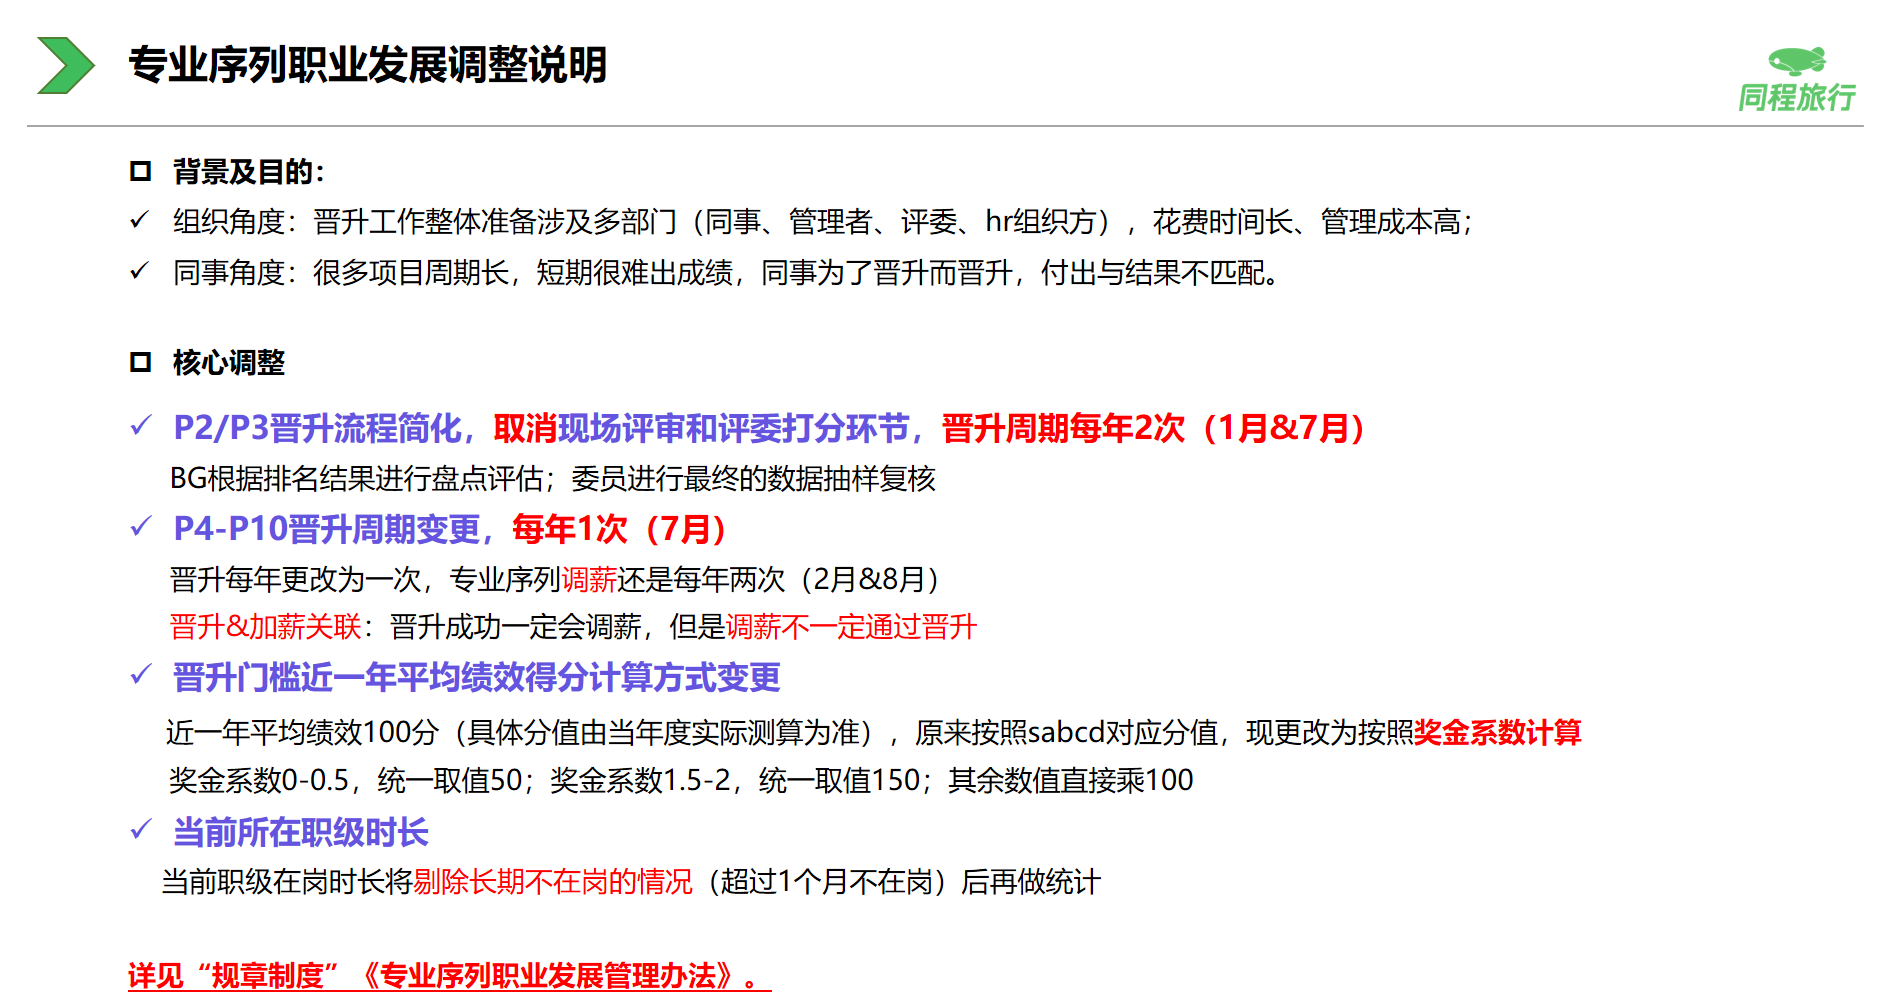 专业序列职业发展调整说明
同程旅行
背景及目的：
组织角度：晋升工作整体准备涉及多部门（同事、管理者、评委、hr组织方），花费时间长、管理成本高；
同事角度：很多项目周期长，短期很难出成绩，同事为了晋升而晋升，付出与结果不匹配。
核心调整
P2/P3晋升流程简化，取消现场评审和评委打分环节，晋升周期每年2次（1月&7月）
BG根据排名结果进行盘点评估；委员进行最终的数据抽样复核
P4-P10晋升周期变更，每年1次（7月）
晋升每年更改为一次，专业序列调薪还是每年两次（2月&8月）
晋升&加薪关联：晋升成功一定会调薪，但是调薪不一定通过晋升
晋升门槛近一年平均绩效得分计算方式变更
近一年平均绩效100分（具体分值由当年度实际测算为准），原来按照sabcd对应分值，现更改为按照奖金系数计算
奖金系数0-0.5，统一取值50；奖金系数1.5-2，统一取值150；其余数值直接乘100
当前所在职级时长
当前职级在岗时长将剔除长期不在岗的情况（超过1个月不在岗）后再做统计
详见“规章制度”《专业序列职业发展管理办法》。